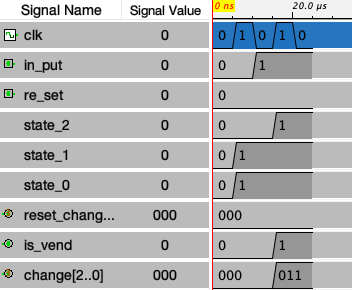 Signal Name Signal Value 0 ns 20.0 µs
clk 0 0 1 0 1 0
in_put 0 0 1
re_set 0 0
state_2 0 0 1
state_1 0 0 1
state_0 0 0 1
reset_chang... 000 000
is_vend 0 0 1
change[2..0] 000 000 011